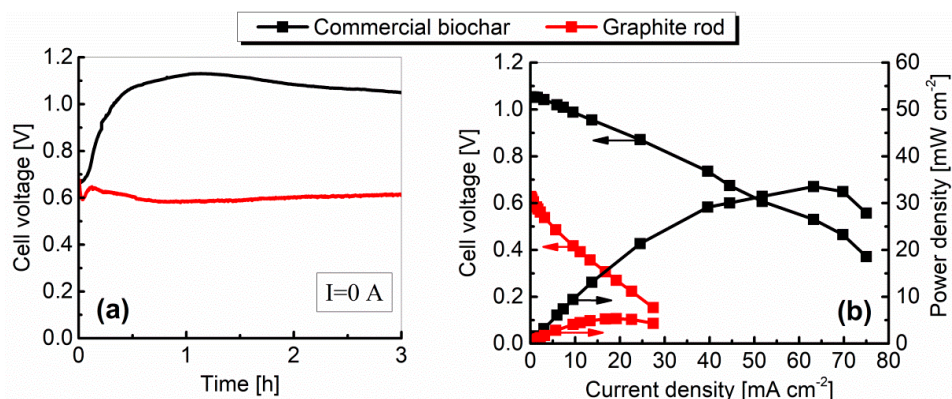 Commercial biochar Graphite rod
1.2
1.0
0.8
0.6
0.4
0.2
0.0
Cell voltage [V]
(a)
I=0 A
0 1 2 3
Time [h]
1.2
1.0
0.8
0.6
0.4
0.2
0.0
Cell voltage [V]
60
50
40
30
20
10
0
Power density [mW cm⁻²]
(b)
0 10 20 30 40 50 60 70 80
Current density [mA cm⁻²]